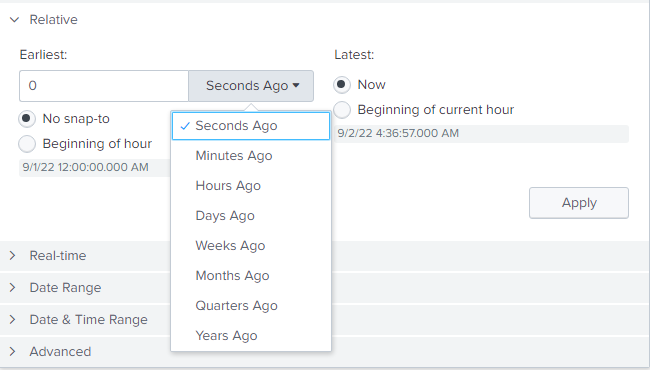 Relative
Earliest:
Latest:
0
Seconds Ago
Now
No snap-to
Beginning of current hour
Seconds Ago
9/2/22 4:36:57.000 AM
Beginning of hour
Minutes Ago
9/1/22 12:00:00.000 AM
Hours Ago
Apply
Days Ago
Weeks Ago
Real-time
Months Ago
Date Range
Quarters Ago
Date & Time Range
Years Ago
Advanced